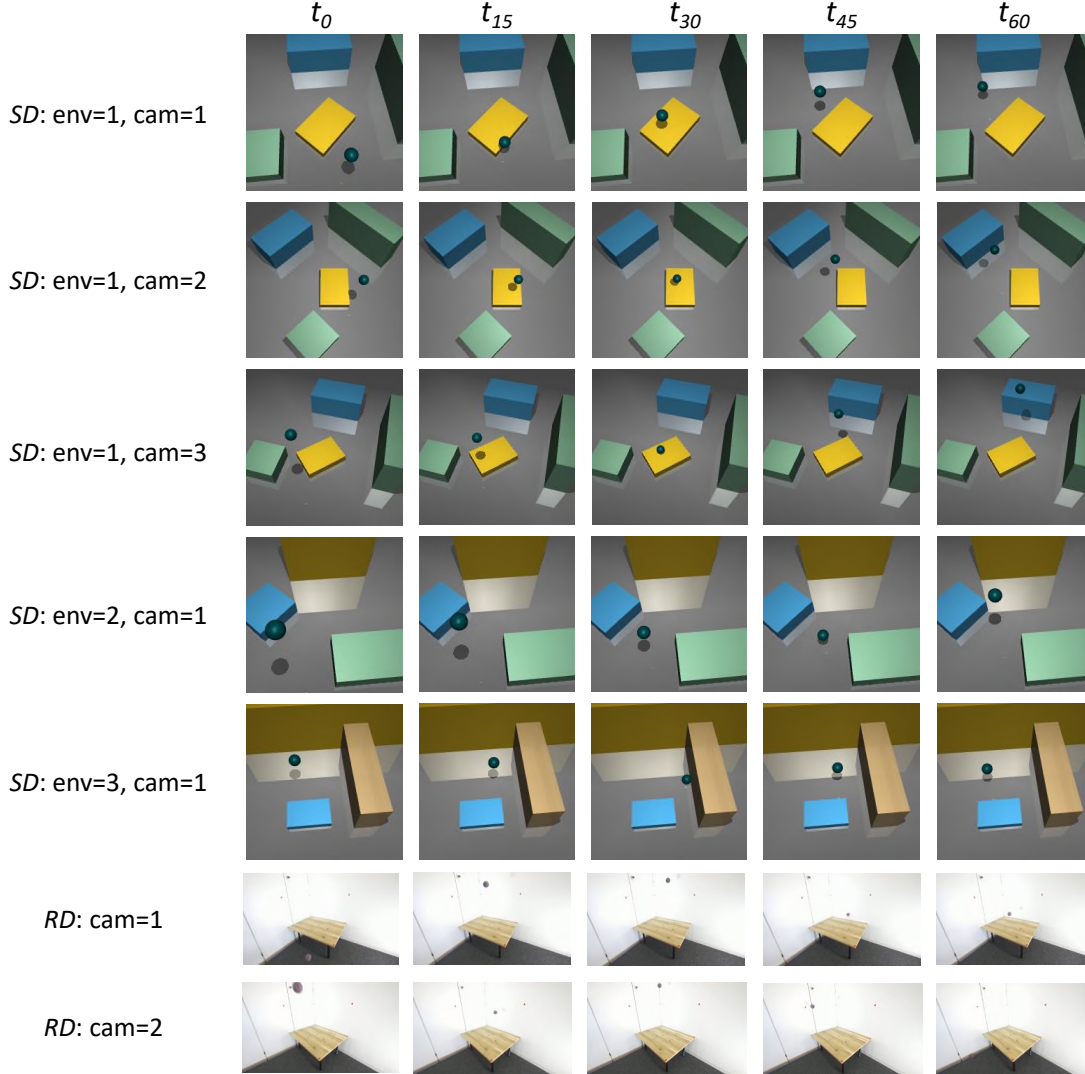 t0 t15 t30 t45 t60
SD: env=1, cam=1
SD: env=1, cam=2
SD: env=1, cam=3
SD: env=2, cam=1
SD: env=3, cam=1
RD: cam=1
RD: cam=2